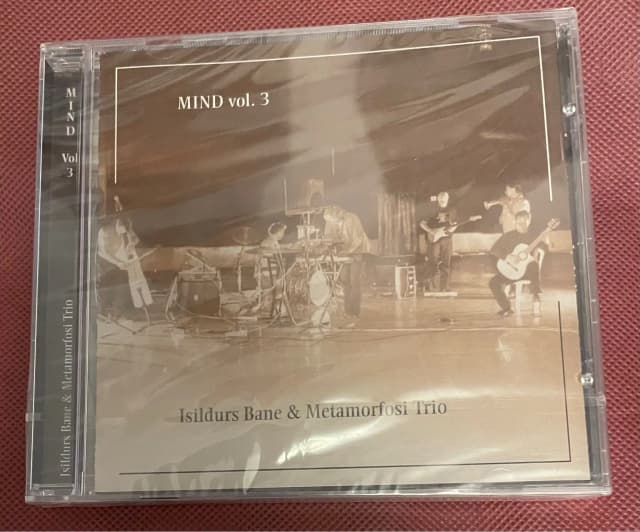 MIND vol. 3
Isildurs Bane & Metamorfosi Trio
MIND
Vol
3
Isildurs Bane & Metamorfosi Trio